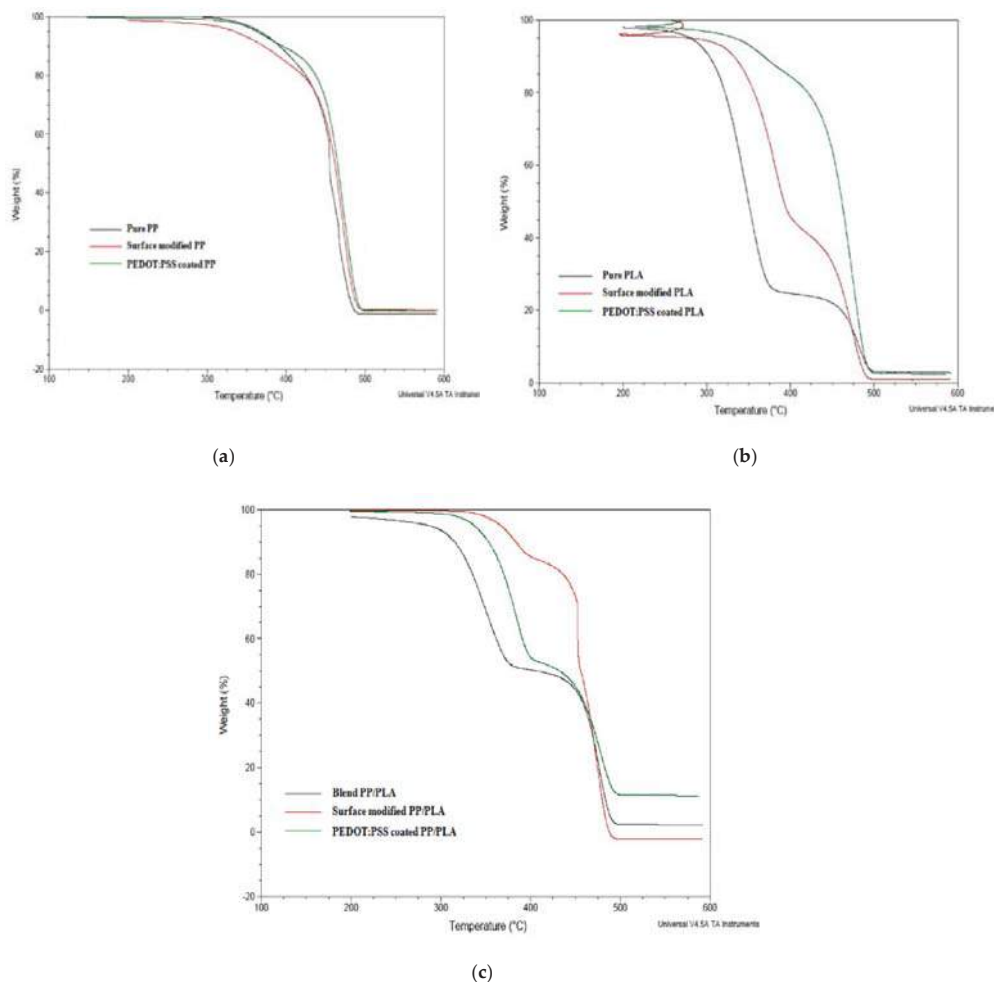 100
80
60
40
20
0
-20
Weight (%)
Pure PP
Surface modified PP
PEDOT:PSS coated PP
100 200 300 400 500 600
Temperature (°C)
Universal V4.5A TA Instrumei
(a)
100
80
60
40
20
0
Weight (%)
Pure PLA
Surface modified PLA
PEDOT:PSS coated PLA
100 200 300 400 500 600
Temperature (°C)
Universal V4.5A TA Instrume
(b)
100
80
60
40
20
0
-20
Weight (%)
Blend PP/PLA
Surface modified PP/PLA
PEDOT:PSS coated PP/PLA
100 200 300 400 500 600
Temperature (°C)
Universal V4.5A TA Instruments
(c)